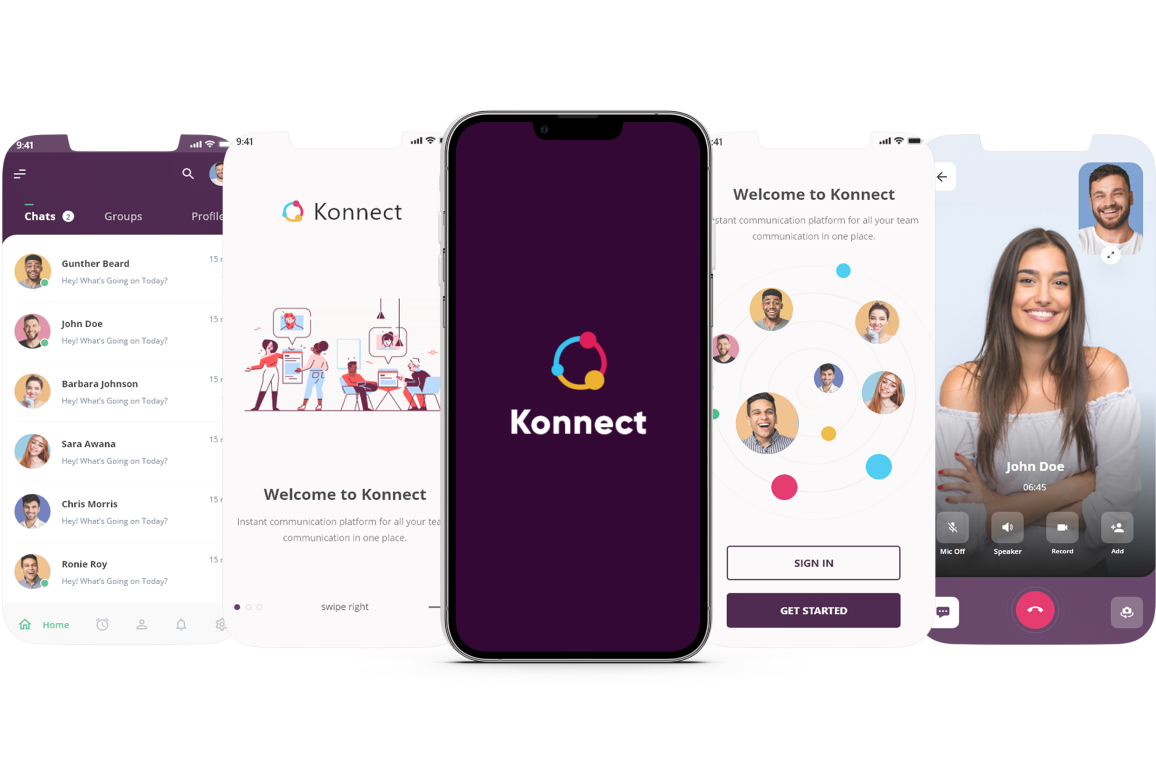 9:41
Chats 2 Groups Profile
Gunther Beard 15
Hey! What's Going on Today?
John Doe 15
Hey! What's Going on Today?
Barbara Johnson 15
Hey! What's Going on Today?
Sara Awana 15
Hey! What's Going on Today?
Chris Morris 15
Hey! What's Going on Today?
Ronie Roy 15
Hey! What's Going on Today?
Home
9:41
Konnect
Welcome to Konnect
Instant communication platform for all your
communication in one place.
swipe right
Konnect
:41
Welcome to Konnect
stant communication platform for all your team
communication in one place.
SIGN IN
GET STARTED
John Doe
06:45
Mic Off Speaker Record Add